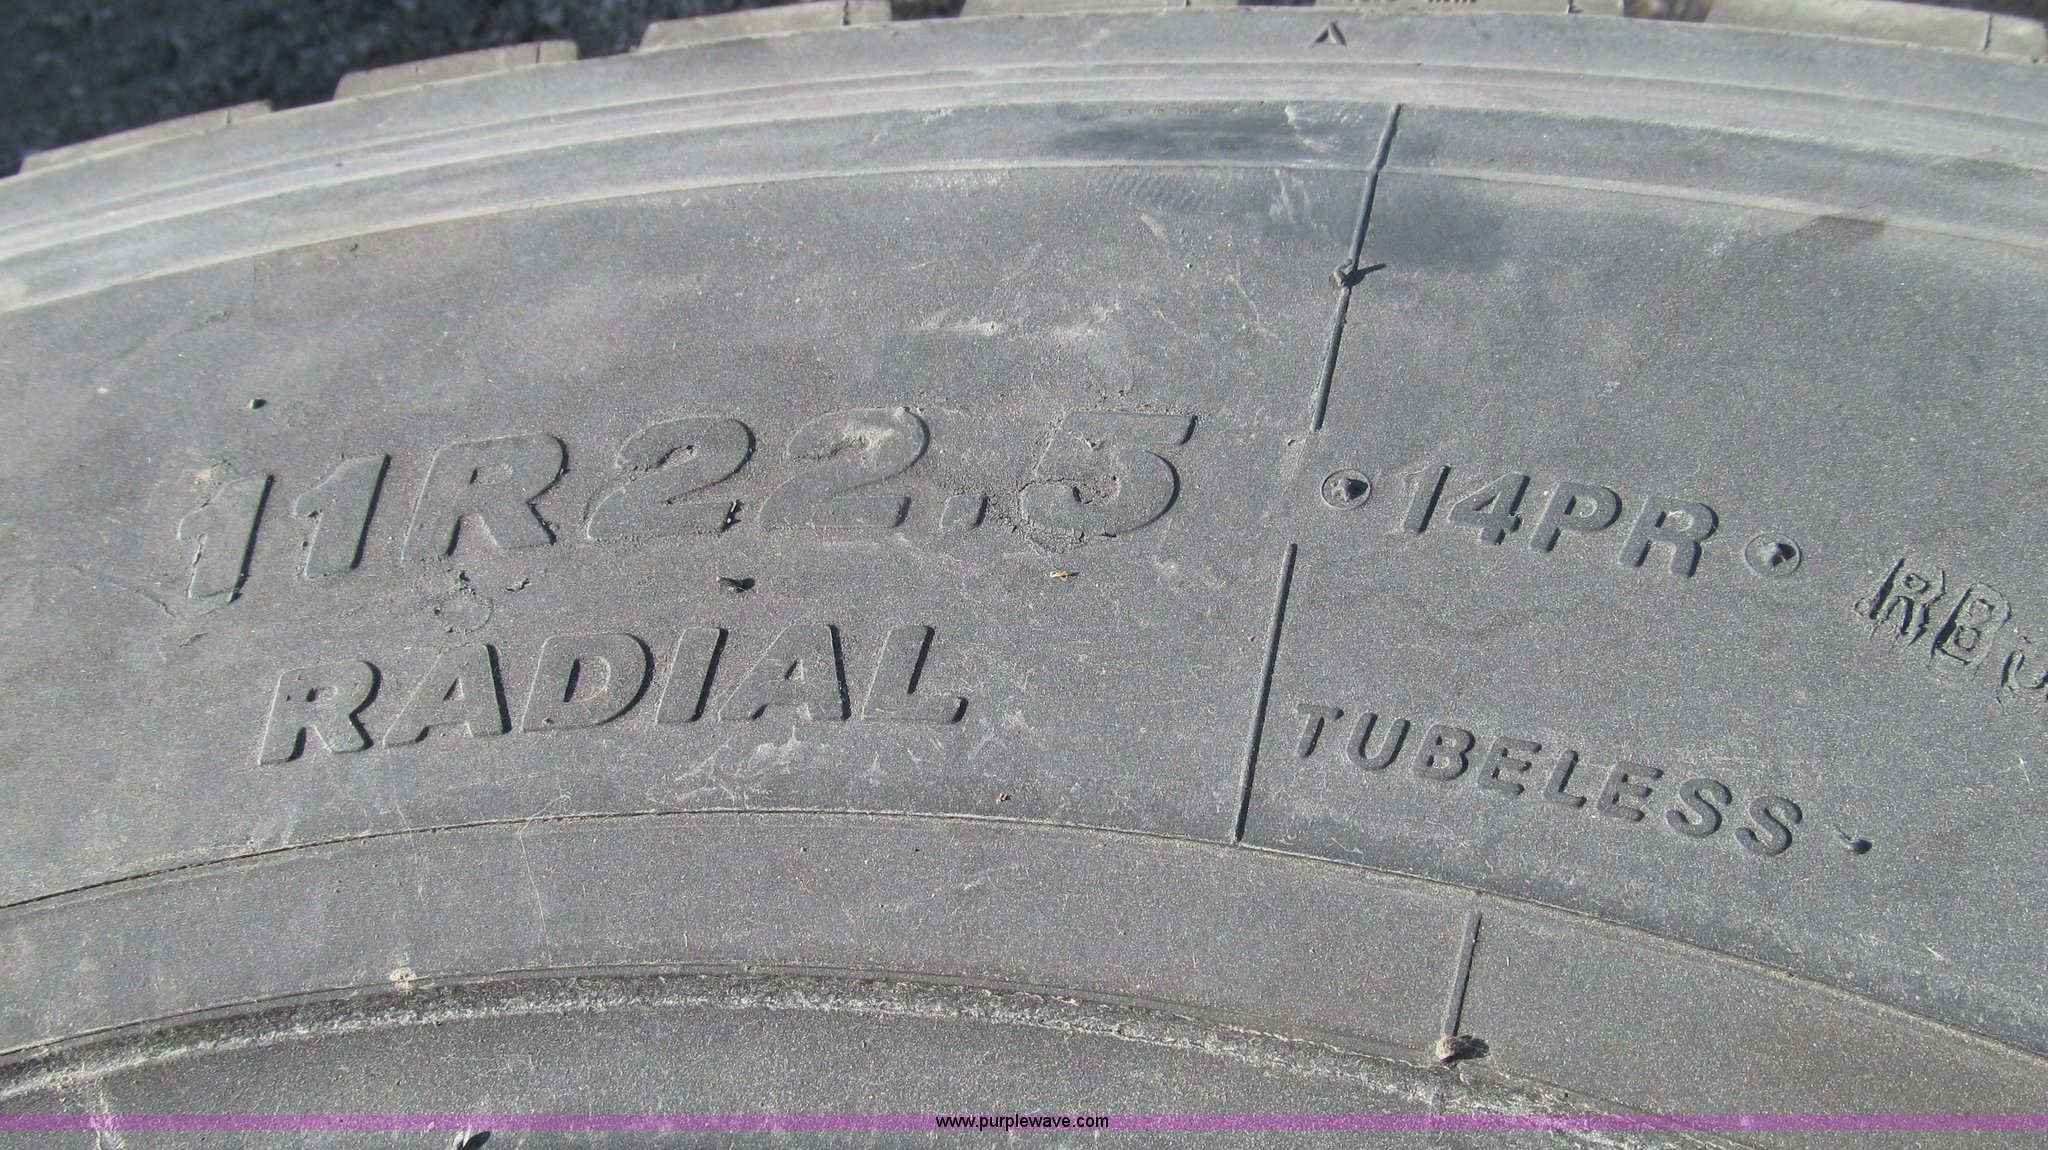 11R22.5
•14PR•
RADIAL
TUBELESS
www.purplewave.com